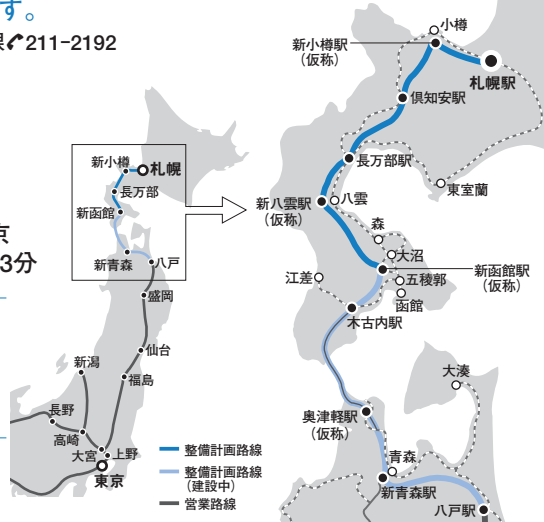 す。
課 211-2192
京
3分
新小樽
札幌
長万部
新函館
新青森
八戸
盛岡
仙台
新潟
福島
長野
高崎
大宮
上野
東京
整備計画路線
整備計画路線
(建設中)
営業路線
小樽
新小樽駅
(仮称)
札幌駅
倶知安駅
長万部駅
東室蘭
新八雲駅
(仮称)
八雲
森
大沼
江差
新函館駅
(仮称)
五稜郭
函館
木古内駅
大湊
奥津軽駅
(仮称)
青森
新青森駅
八戸駅